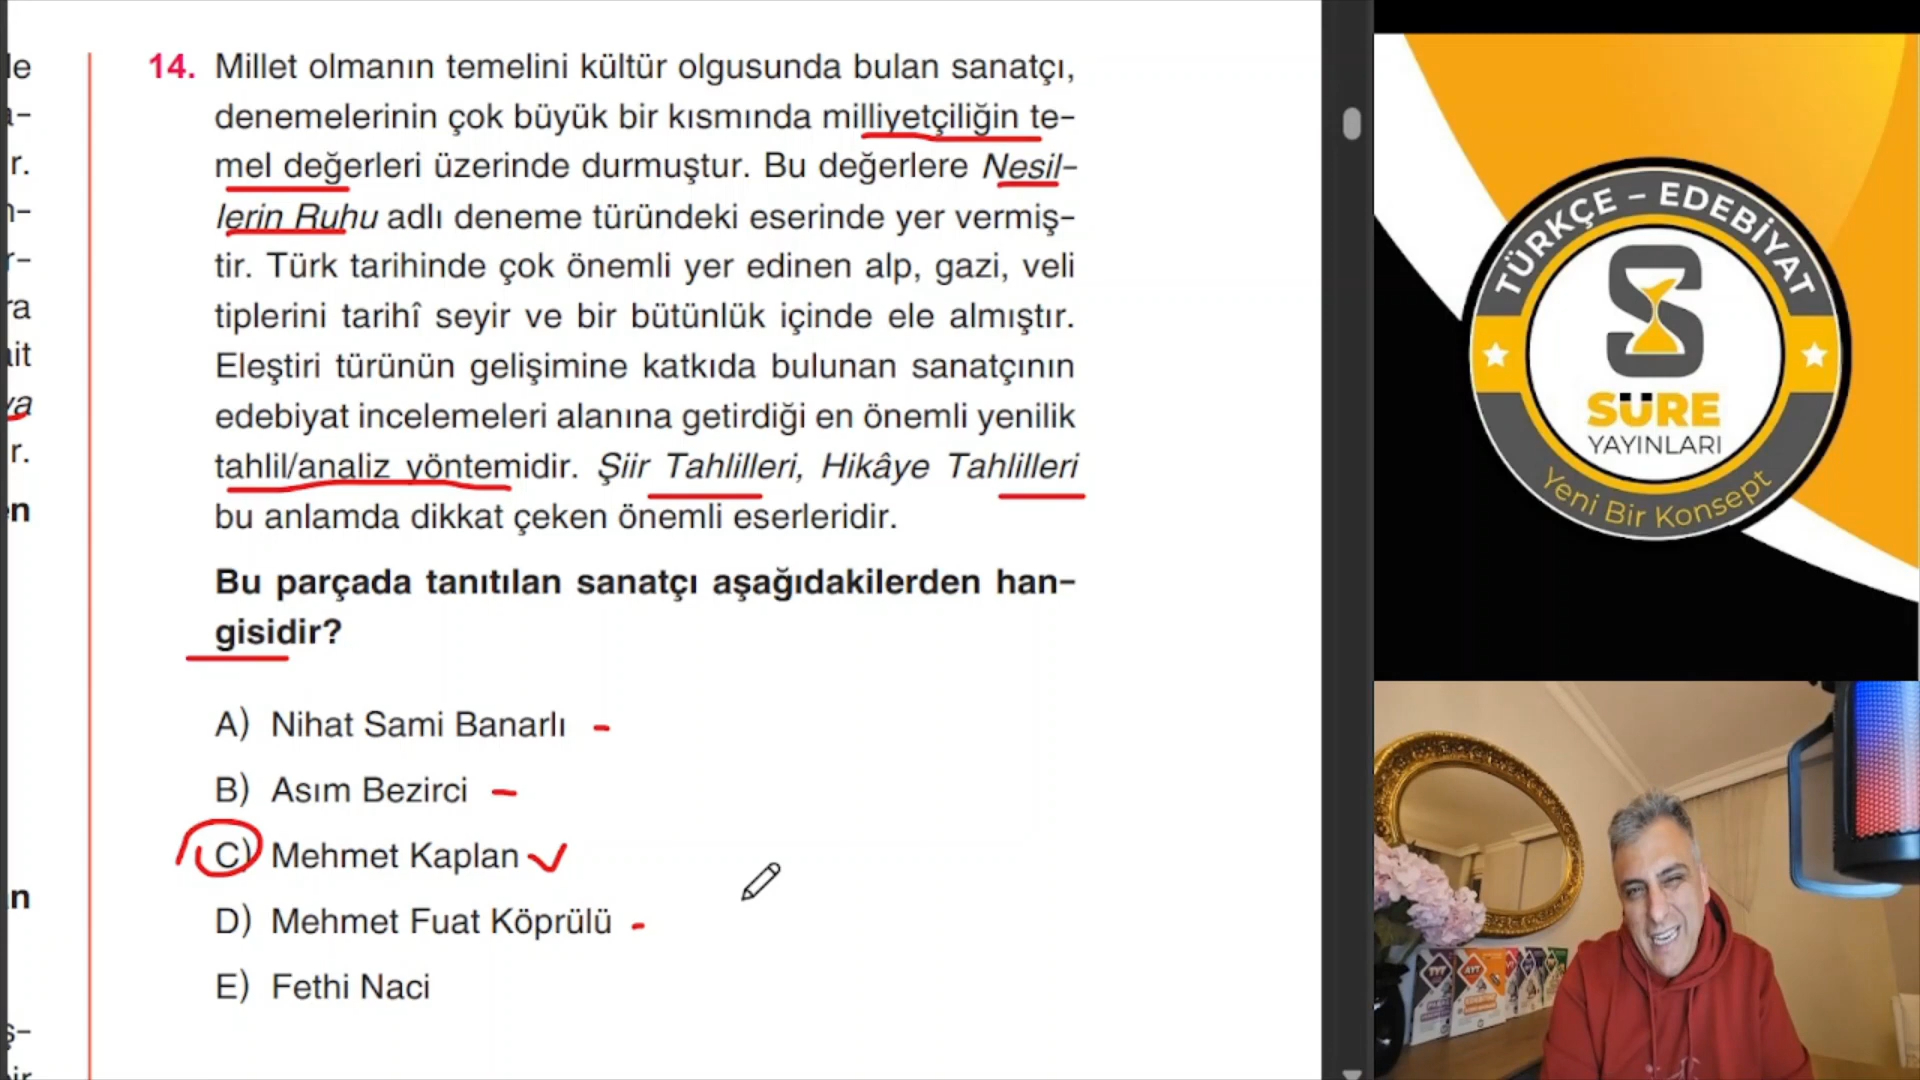 14. Millet olmanın temelini kültür olgusunda bulan sanatçı,
denemelerinin çok büyük bir kısmında milliyetçiliğin te-
mel değerleri üzerinde durmuştur. Bu değerlere Nesil-
lerin Ruhu adlı deneme türündeki eserinde yer vermiş-
tir. Türk tarihinde çok önemli yer edinen alp, gazi, veli
tiplerini tarihî seyir ve bir bütünlük içinde ele almıştır.
Eleştiri türünün gelişimine katkıda bulunan sanatçının
edebiyat incelemeleri alanına getirdiği en önemli yenilik
tahlil/analiz yöntemidir. Şiir Tahlilleri, Hikâye Tahlilleri
bu anlamda dikkat çeken önemli eserleridir.
Bu parçada tanıtılan sanatçı aşağıdakilerden han-
gisidir?
A) Nihat Sami Banarlı
B) Asım Bezirci
C) Mehmet Kaplan
D) Mehmet Fuat Köprülü
E) Fethi Naci
TÜRKÇE – EDEBİYAT
S
SÜRE
YAYINLARI
Yeni Bir Konsept
TYT
AYT